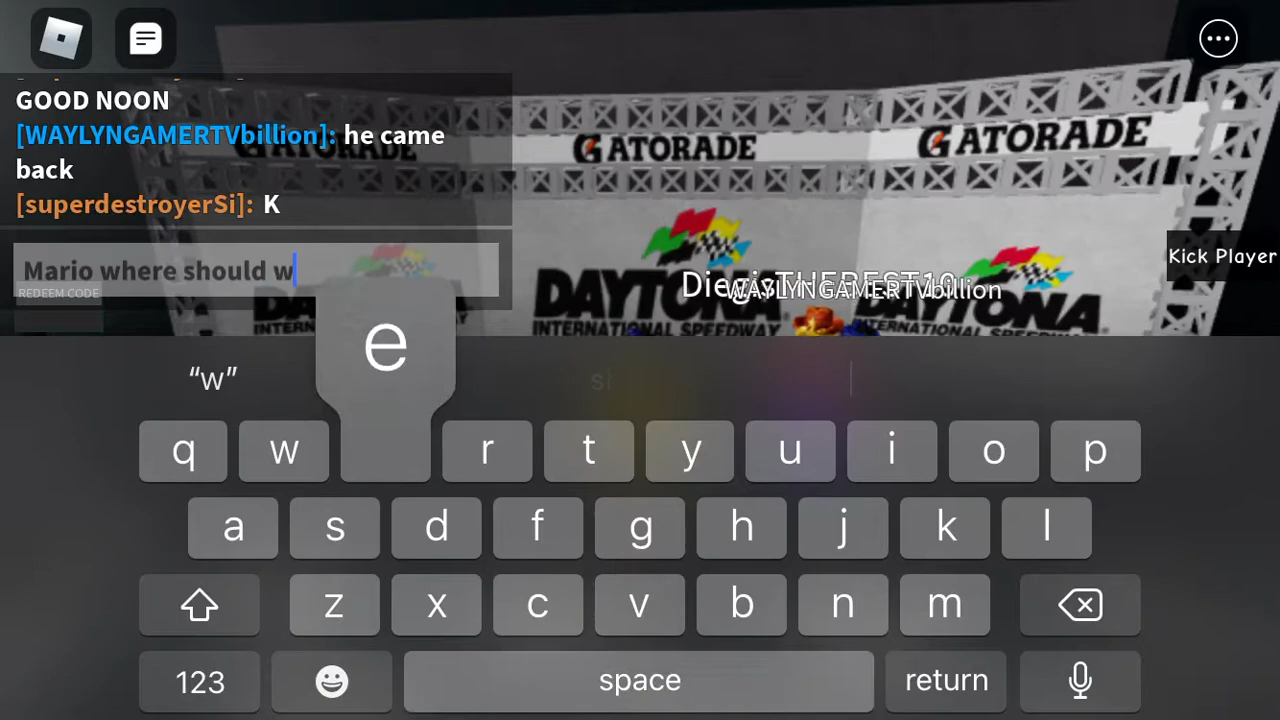 GOOD NOON
[WAYLYNGAMERTVbillion]: he came
back
[superdestroyerSi]: K
Mario where should w
REDEEM CODE
GATORADE GATORADE
DAYTONA DAYTONA
INTERNATIONAL SPEEDWAY INTERNATIONAL SPEEDWAY
WAYLYNGAMERTVbillion
Kick Player
“w”
e
q w r t y u i o p
a s d f g h j k l
z x c v b n m
123 space return